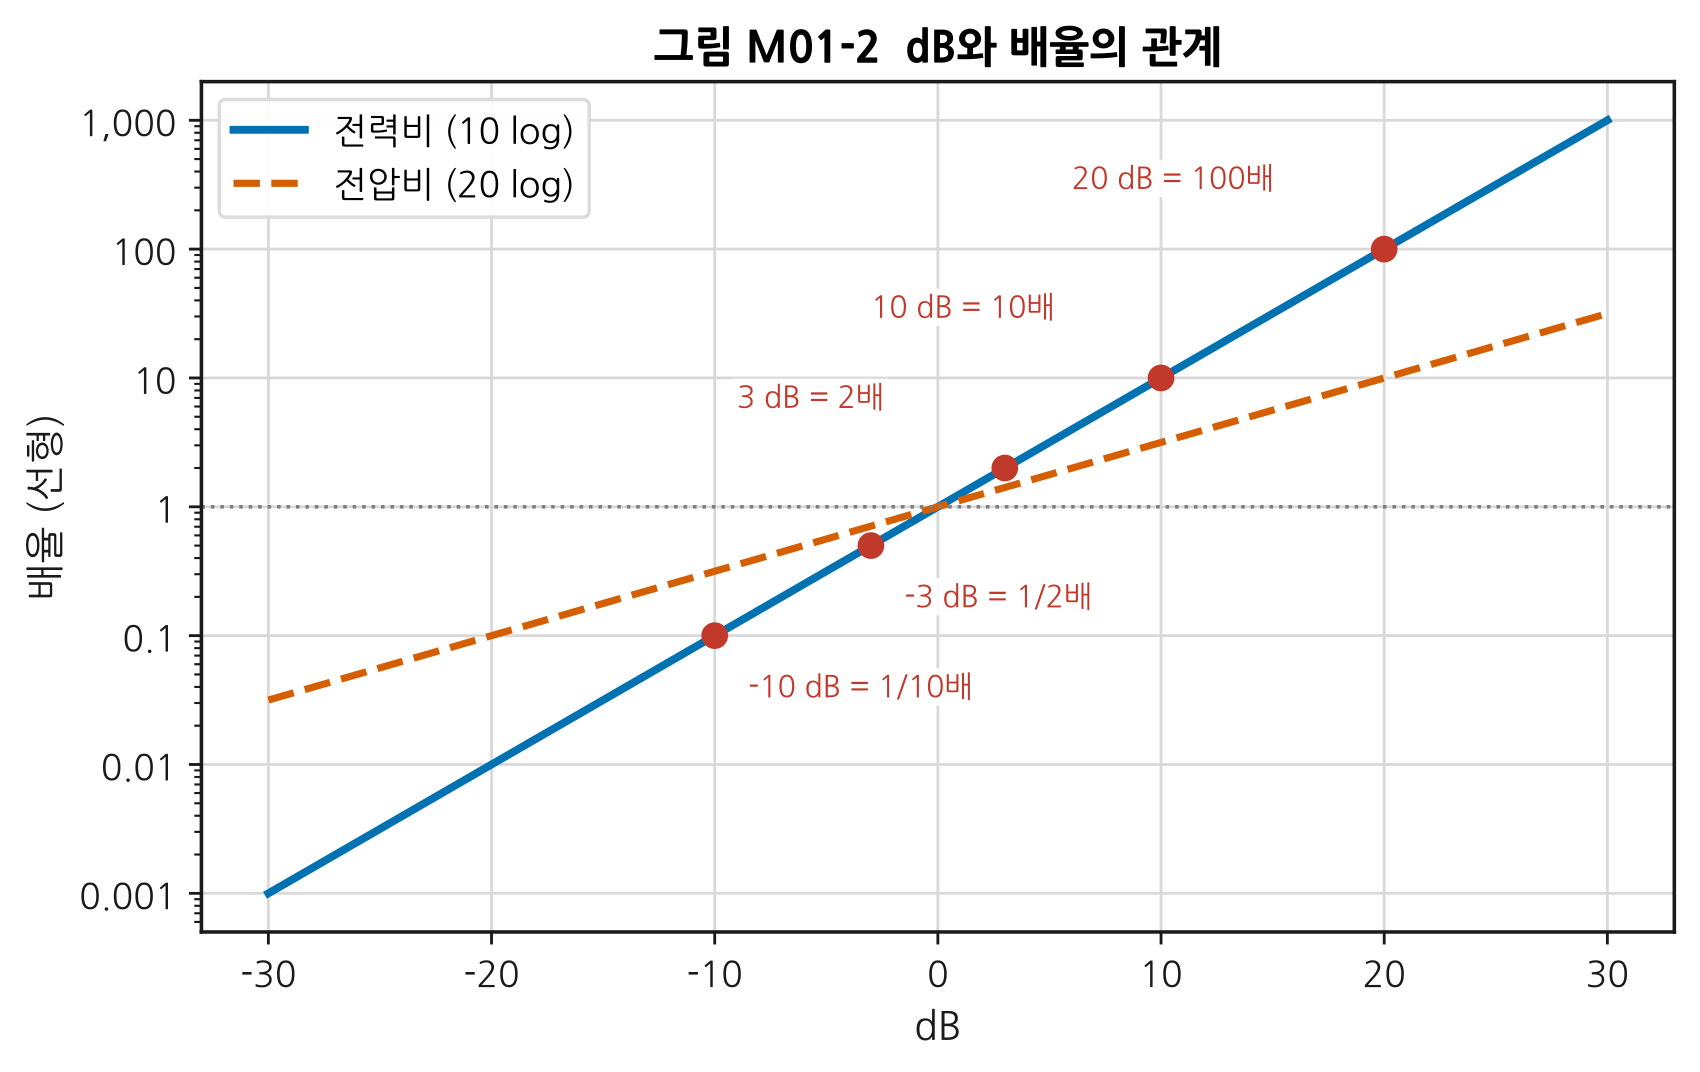 그림 M01-2 dB와 배율의 관계
전력비 (10 log)
전압비 (20 log)
배율 (선형)
1,000
100
10
1
0.1
0.01
0.001
20 dB = 100배
10 dB = 10배
3 dB = 2배
-3 dB = 1/2배
-10 dB = 1/10배
-30 -20 -10 0 10 20 30
dB